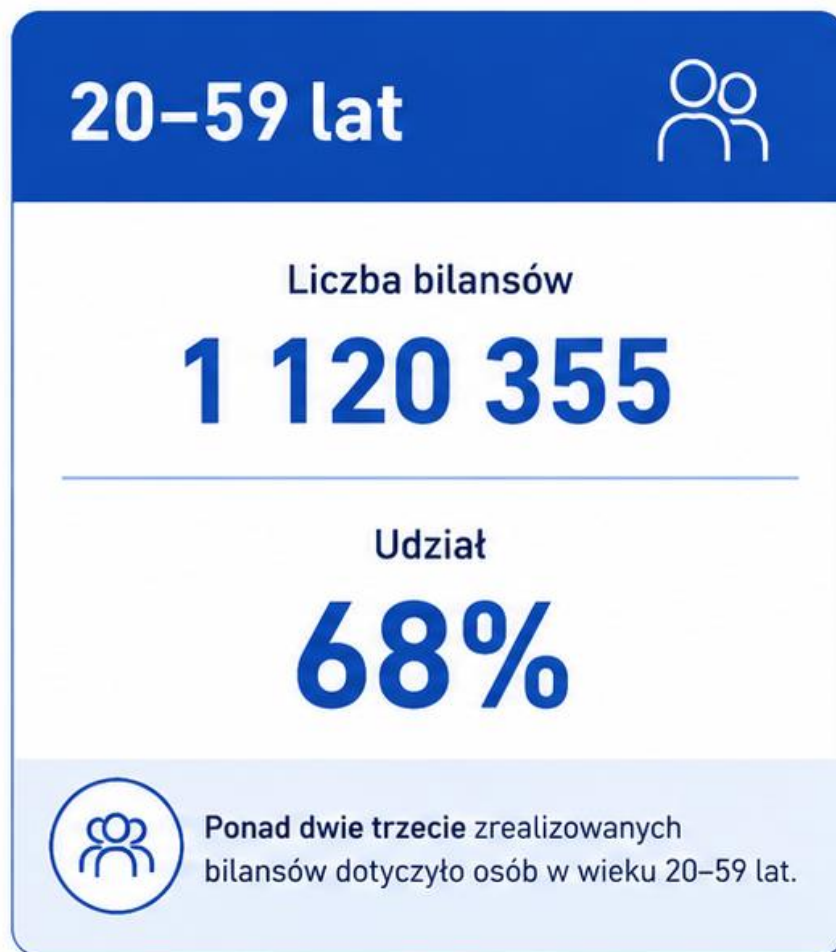 20–59 lat
Liczba bilansów
1 120 355
Udział
68%
Ponad dwie trzecie zrealizowanych
bilansów dotyczyło osób w wieku 20–59 lat.